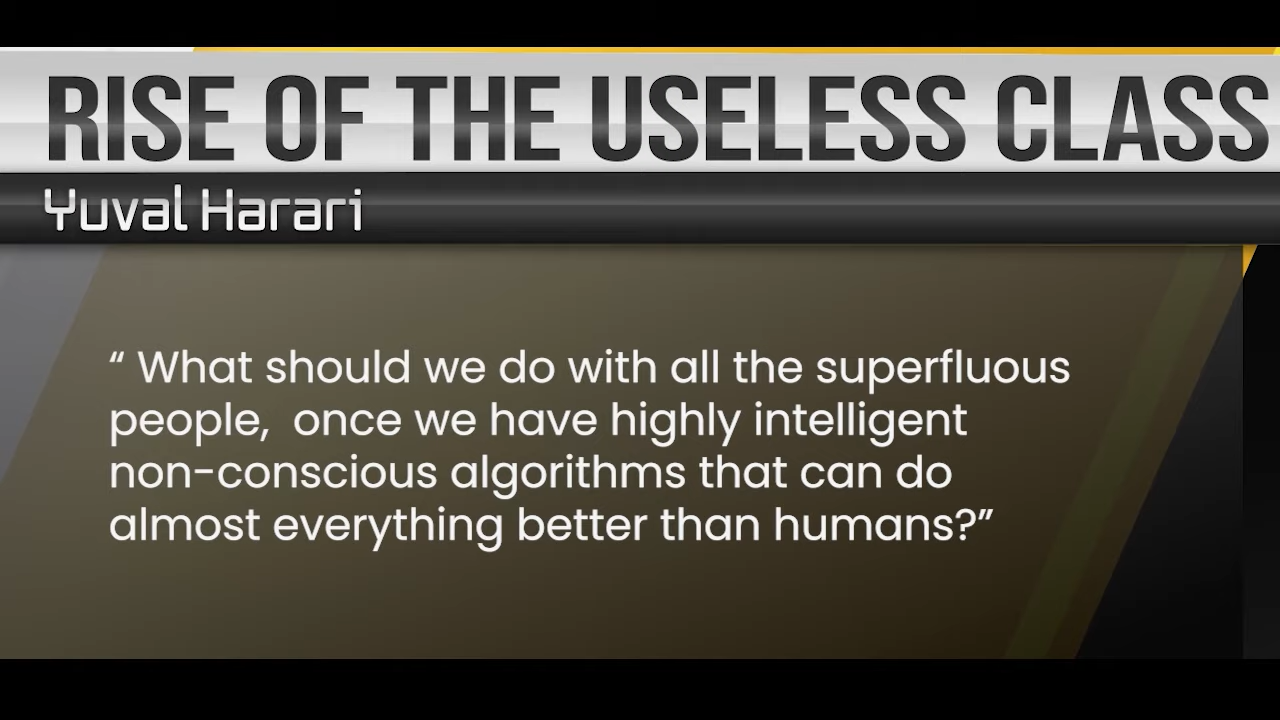 RISE OF THE USELESS CLASS
Yuval Harari
“ What should we do with all the superfluous
people,  once we have highly intelligent
non-conscious algorithms that can do
almost everything better than humans?”